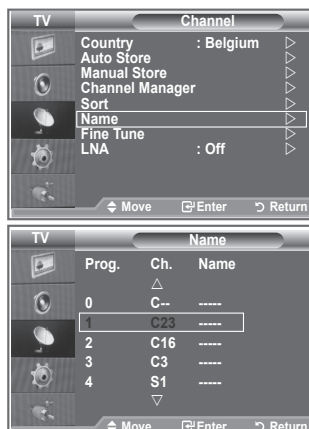 TV Channel
Country : Belgium
Auto Store
Manual Store
Channel Manager
Sort
Name
Fine Tune
LNA : Off
Move Enter Return
TV Name
Prog. Ch. Name
0 C-- -----
1 C23 -----
2 C16 -----
3 C3 -----
4 S1 -----
Move Enter Return